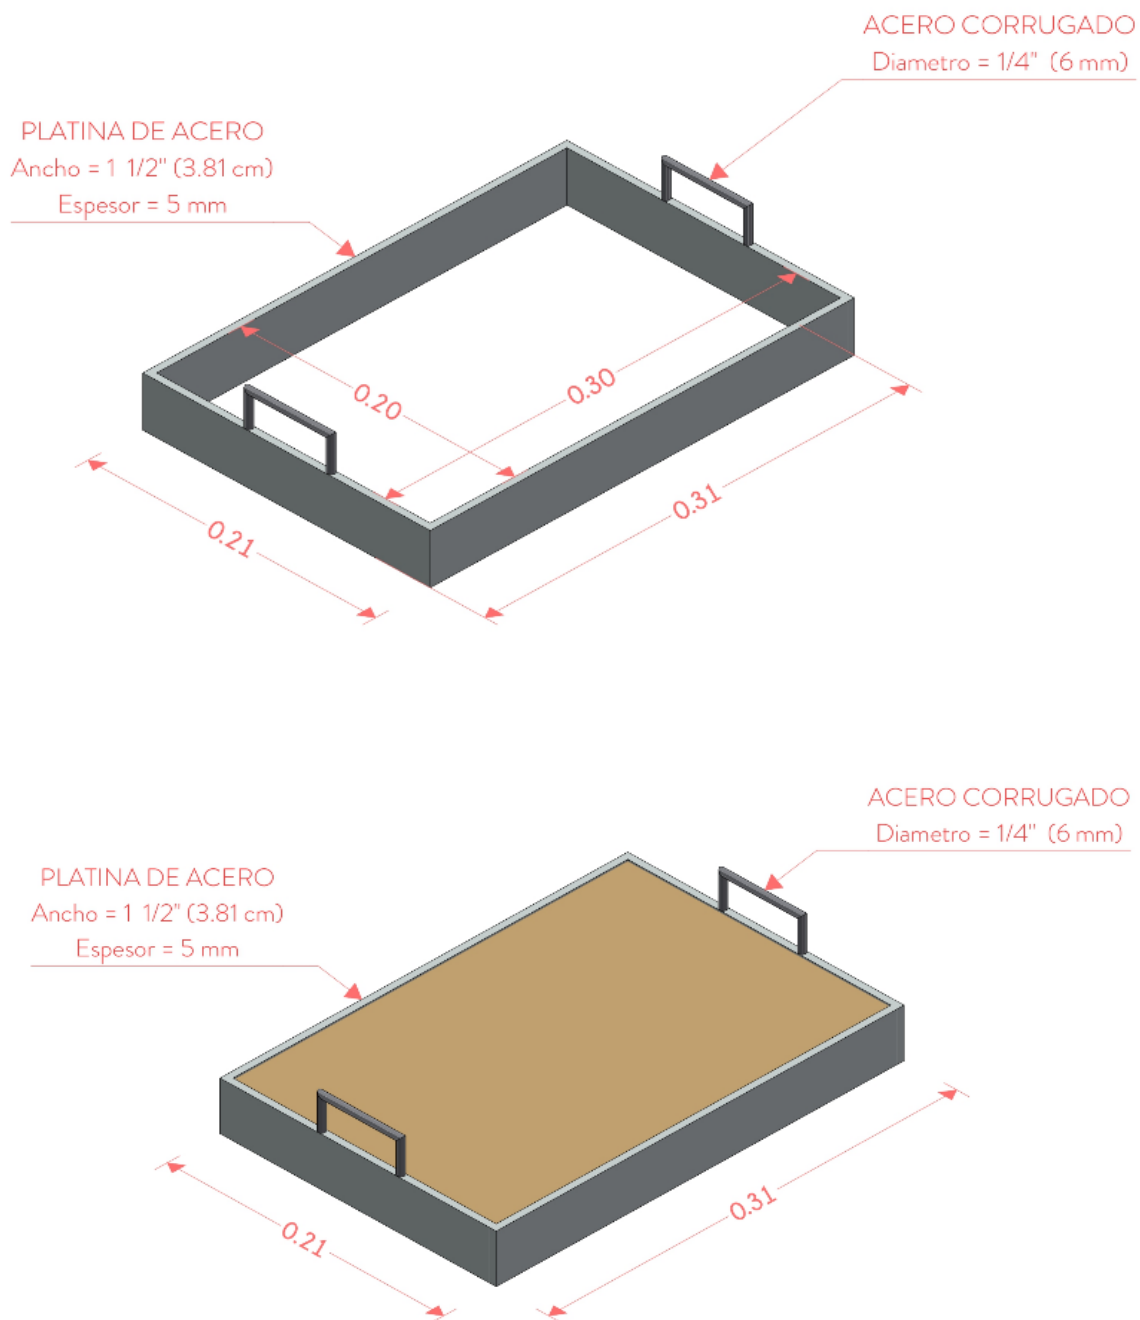 ACERO CORRUGADO
Diametro = 1/4" (6 mm)
PLATINA DE ACERO
Ancho = 1 1/2" (3.81 cm)
Espesor = 5 mm
0.20
0.30
0.31
0.21
ACERO CORRUGADO
Diametro = 1/4" (6 mm)
PLATINA DE ACERO
Ancho = 1 1/2" (3.81 cm)
Espesor = 5 mm
0.31
0.21